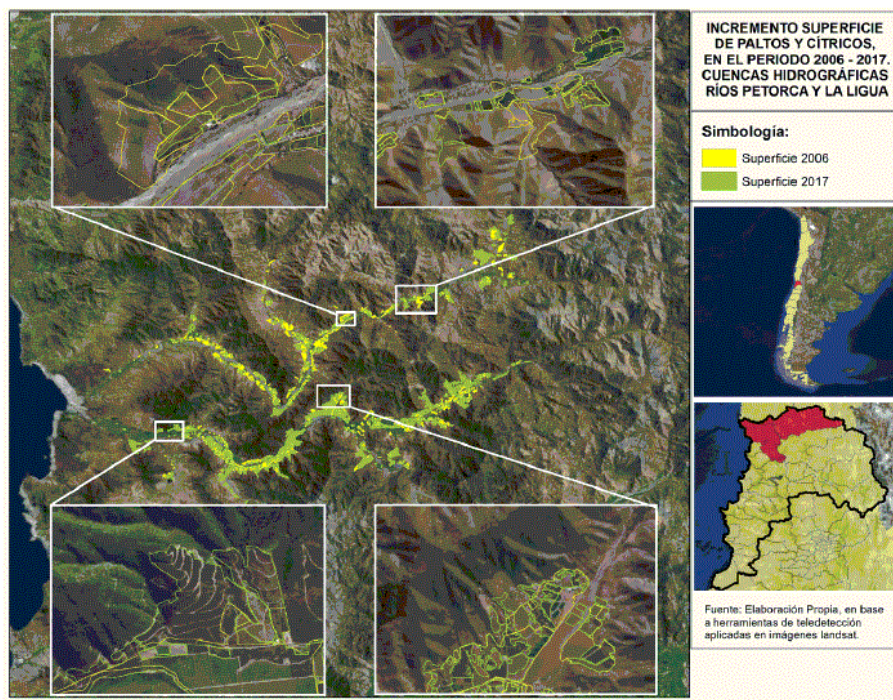 INCREMENTO SUPERFICIE
DE PALTOS Y CÍTRICOS,
EN EL PERIODO 2006 - 2017.
CUENCAS HIDROGRÁFICAS
RÍOS PETORCA Y LA LIGUA
Simbología:
Superficie 2006
Superficie 2017
Fuente: Elaboración Propia, en base
a herramientas de teledetección
aplicadas en imágenes landsat.